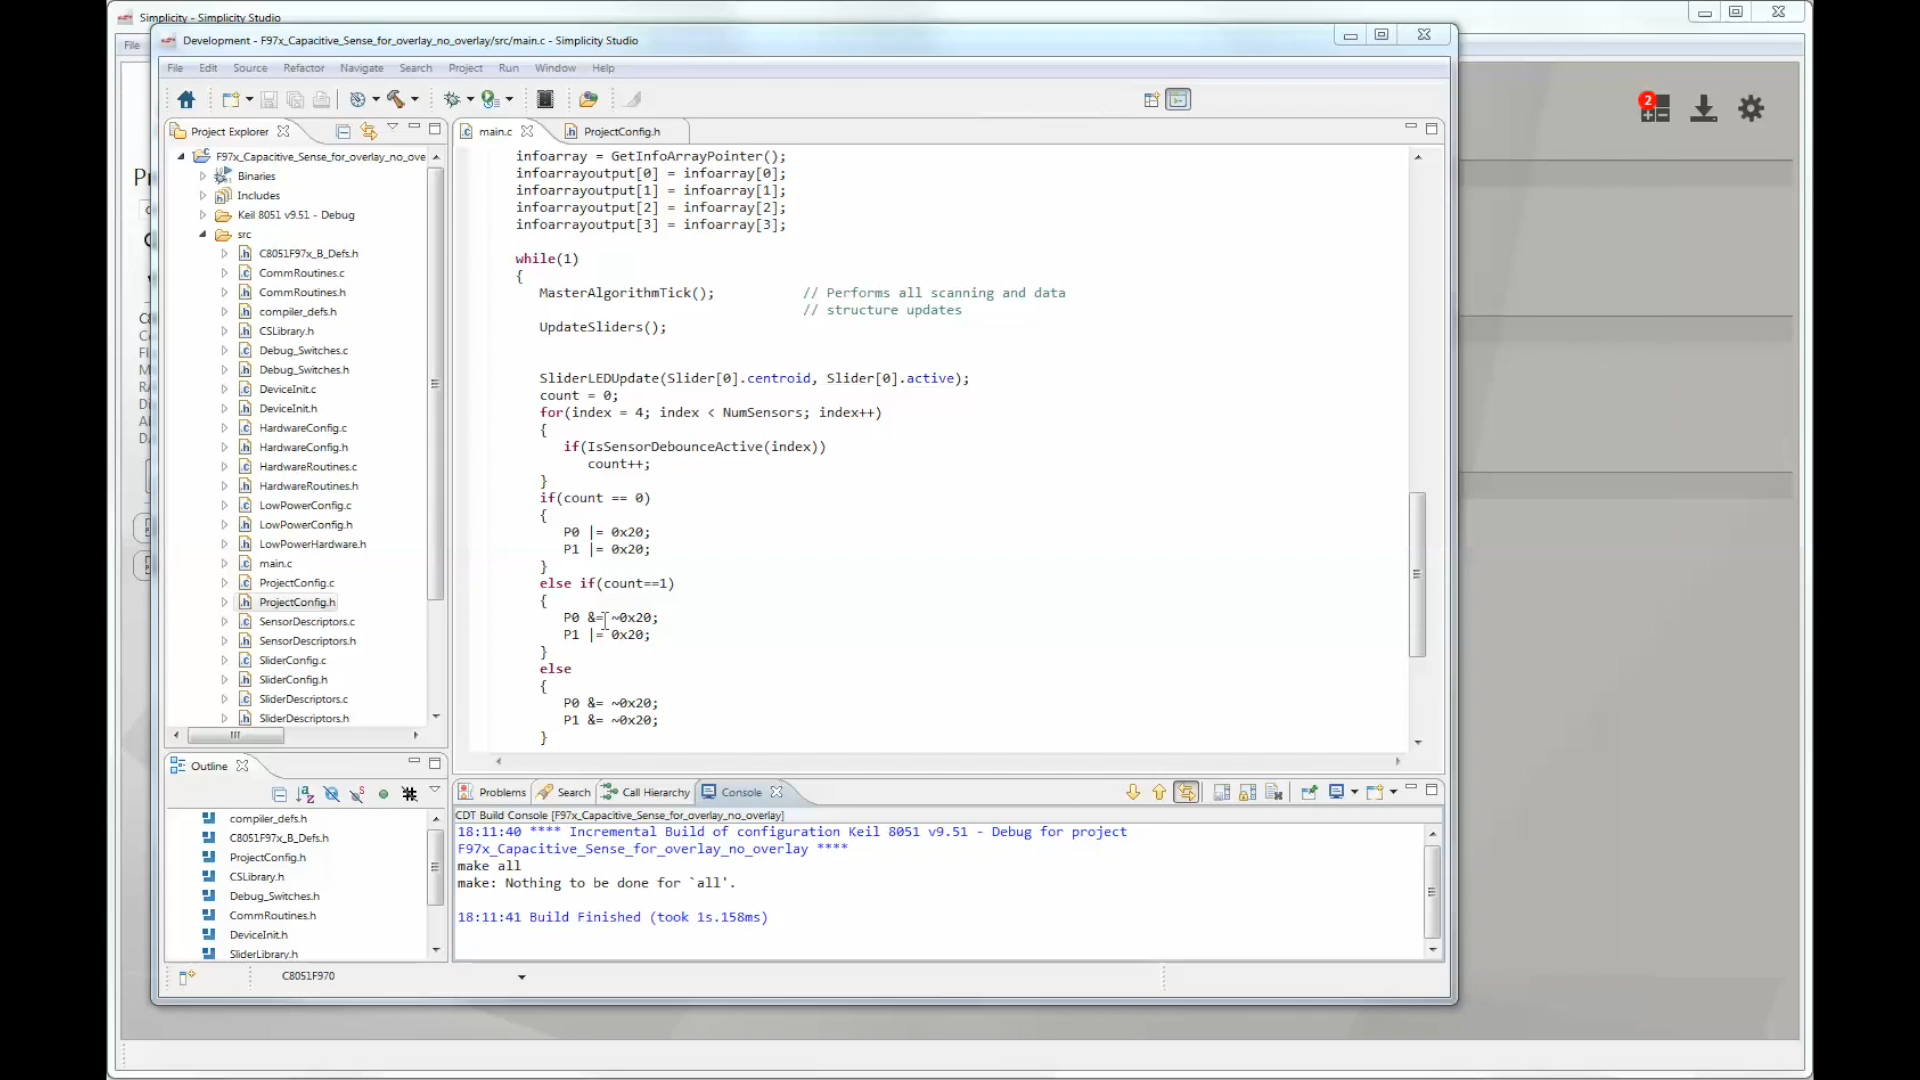 Simplicity - Simplicity Studio
File
Development - F97x_Capacitive_Sense_for_overlay_no_overlay/src/main.c - Simplicity Studio
File Edit Source Refactor Navigate Search Project Run Window Help
2
Project Explorer
main.c
ProjectConfig.h
F97x_Capacitive_Sense_for_overlay_no_ove
Binaries
Includes
Keil 8051 v9.51 - Debug
src
C8051F97x_B_Defs.h
CommRoutines.c
CommRoutines.h
compiler_defs.h
CSLibrary.h
Debug_Switches.c
Debug_Switches.h
DeviceInit.c
DeviceInit.h
HardwareConfig.c
HardwareConfig.h
HardwareRoutines.c
HardwareRoutines.h
LowPowerConfig.c
LowPowerConfig.h
LowPowerHardware.h
main.c
ProjectConfig.c
ProjectConfig.h
SensorDescriptors.c
SensorDescriptors.h
SliderConfig.c
SliderConfig.h
SliderDescriptors.c
SliderDescriptors.h
infoarray = GetInfoArrayPointer();
infoarrayoutput[0] = infoarray[0];
infoarrayoutput[1] = infoarray[1];
infoarrayoutput[2] = infoarray[2];
infoarrayoutput[3] = infoarray[3];
while(1)
{
MasterAlgorithmTick(); // Performs all scanning and data
// structure updates
UpdateSliders();
SliderLEDUpdate(Slider[0].centroid, Slider[0].active);
count = 0;
for(index = 4; index < NumSensors; index++)
{
if(IsSensorDebounceActive(index))
count++;
}
if(count == 0)
{
P0 |= 0x20;
P1 |= 0x20;
}
else if(count==1)
{
P0 &= ~0x20;
P1 |= 0x20;
}
else
{
P0 &= ~0x20;
P1 &= ~0x20;
}
Outline
compiler_defs.h
C8051F97x_B_Defs.h
ProjectConfig.h
CSLibrary.h
Debug_Switches.h
CommRoutines.h
DeviceInit.h
SliderLibrary.h
Problems Search Call Hierarchy Console
CDT Build Console [F97x_Capacitive_Sense_for_overlay_no_overlay]
18:11:40 **** Incremental Build of configuration Keil 8051 v9.51 - Debug for project
F97x_Capacitive_Sense_for_overlay_no_overlay ****
make all
make: Nothing to be done for `all'.
18:11:41 Build Finished (took 1s.158ms)
C8051F970